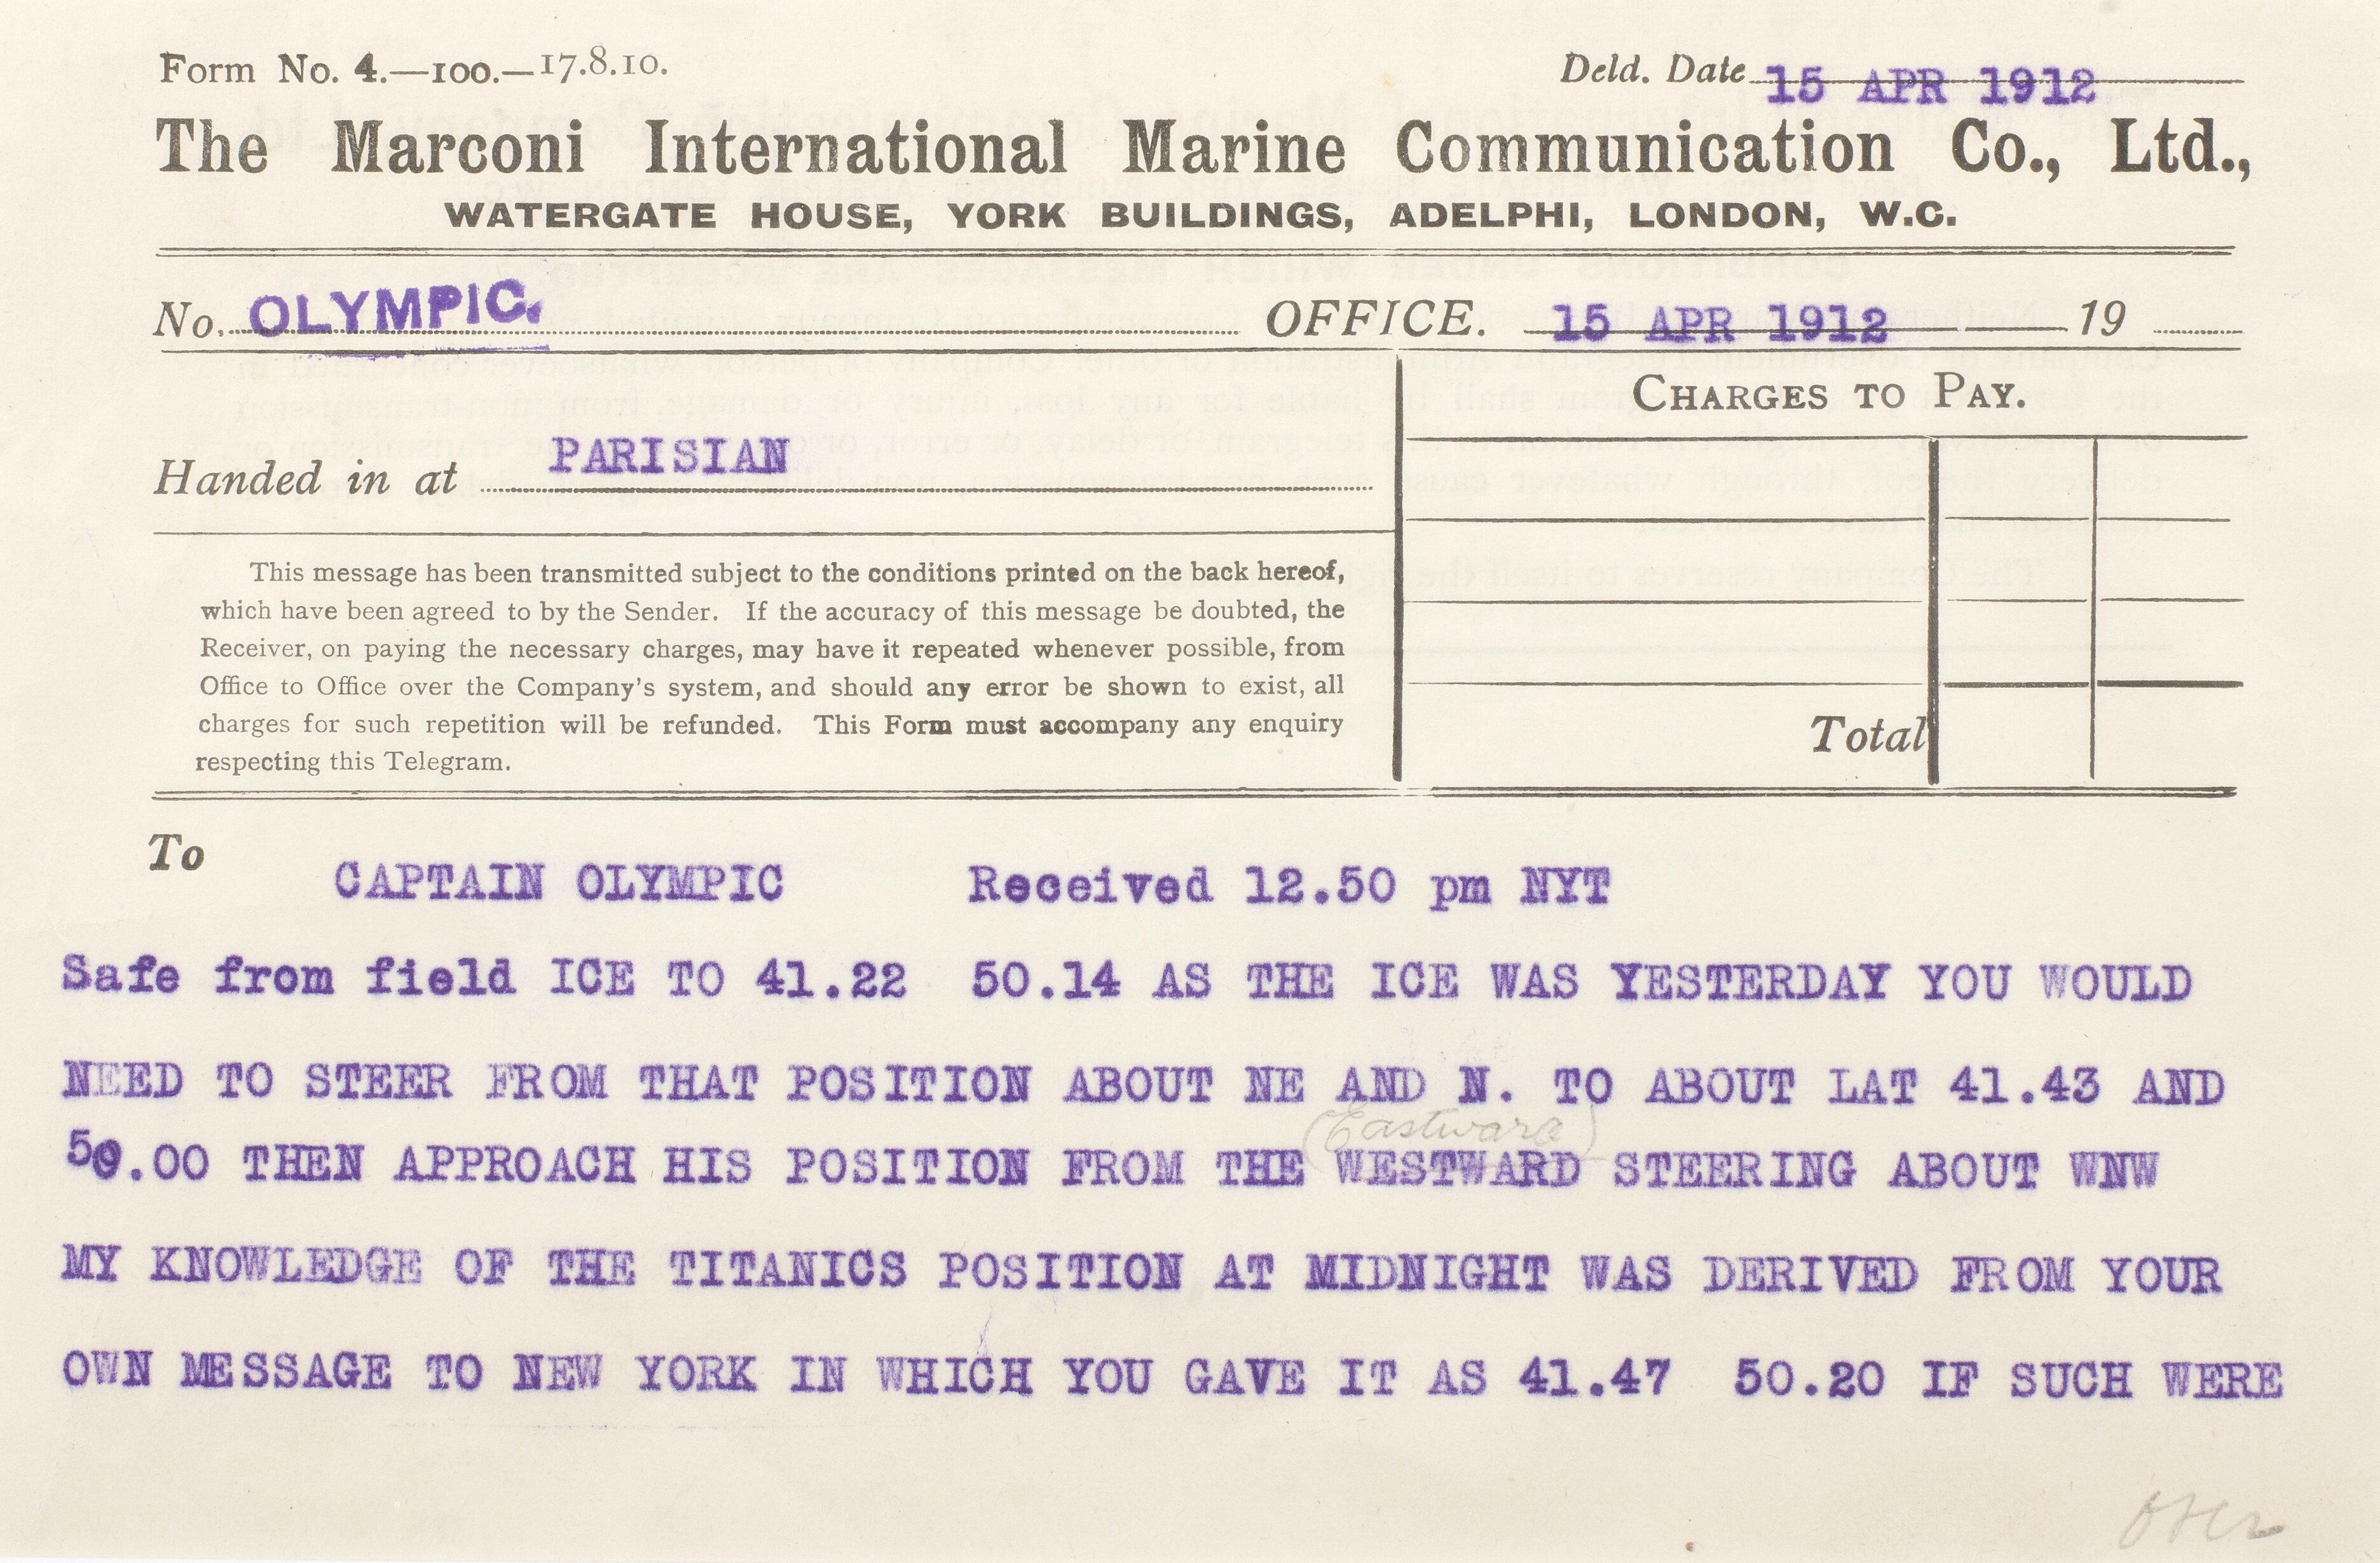 Form No. 4.—100.—17.8.10.
Deld. Date 15 APR 1912
The Marconi International Marine Communication Co., Ltd.,
WATERGATE HOUSE, YORK BUILDINGS, ADELPHI, LONDON, W.C.
No. OLYMPIC. OFFICE. 15 APR 1912 19
CHARGES TO PAY.
Handed in at PARISIAN
This message has been transmitted subject to the conditions printed on the back hereof,
which have been agreed to by the Sender. If the accuracy of this message be doubted, the
Receiver, on paying the necessary charges, may have it repeated whenever possible, from
Office to Office over the Company's system, and should any error be shown to exist, all
charges for such repetition will be refunded. This Form must accompany any enquiry
respecting this Telegram.
Total
To
CAPTAIN OLYMPIC Received 12.50 pm NYT
Safe from field ICE TO 41.22 50.14 AS THE ICE WAS YESTERDAY YOU WOULD
NEED TO STEER FROM THAT POSITION ABOUT NE AND N. TO ABOUT LAT 41.43 AND
(Eastward)
50.00 THEN APPROACH HIS POSITION FROM THE WESTWARD STEERING ABOUT WNW
MY KNOWLEDGE OF THE TITANICS POSITION AT MIDNIGHT WAS DERIVED FROM YOUR
OWN MESSAGE TO NEW YORK IN WHICH YOU GAVE IT AS 41.47 50.20 IF SUCH WERE
over